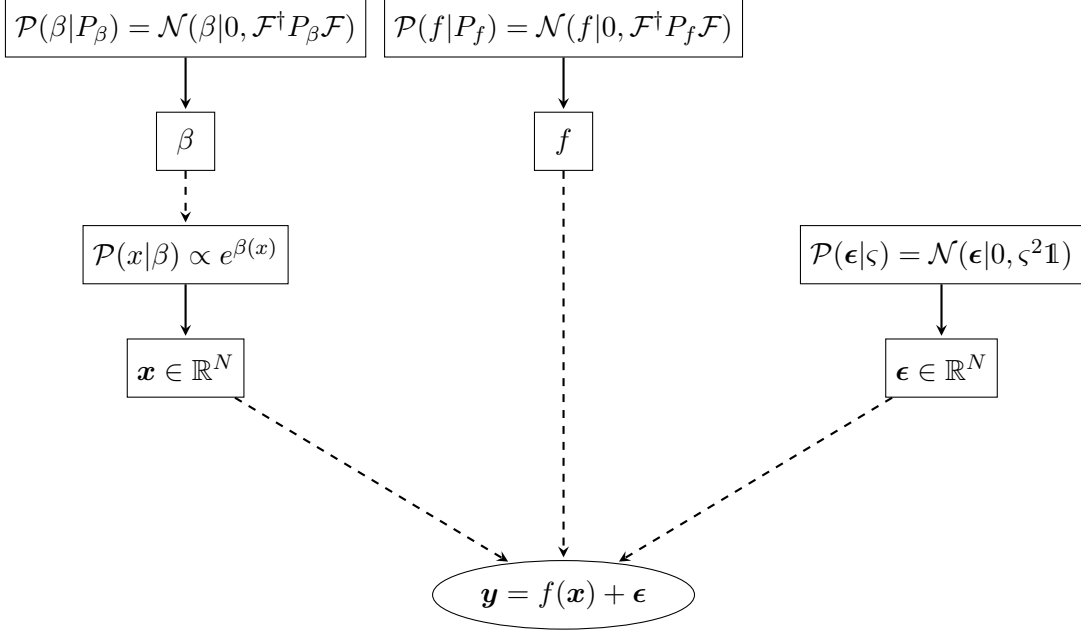 𝒫(β|P_β) = 𝒩(β|0, ℱ†P_βℱ)
𝒫(f|P_f) = 𝒩(f|0, ℱ†P_fℱ)
β
f
𝒫(x|β) ∝ e^{β(x)}
𝒫(𝝐|ς) = 𝒩(𝝐|0, ς²𝟙)
𝒙 ∈ ℝ^N
𝝐 ∈ ℝ^N
𝒚 = f(𝒙) + 𝝐